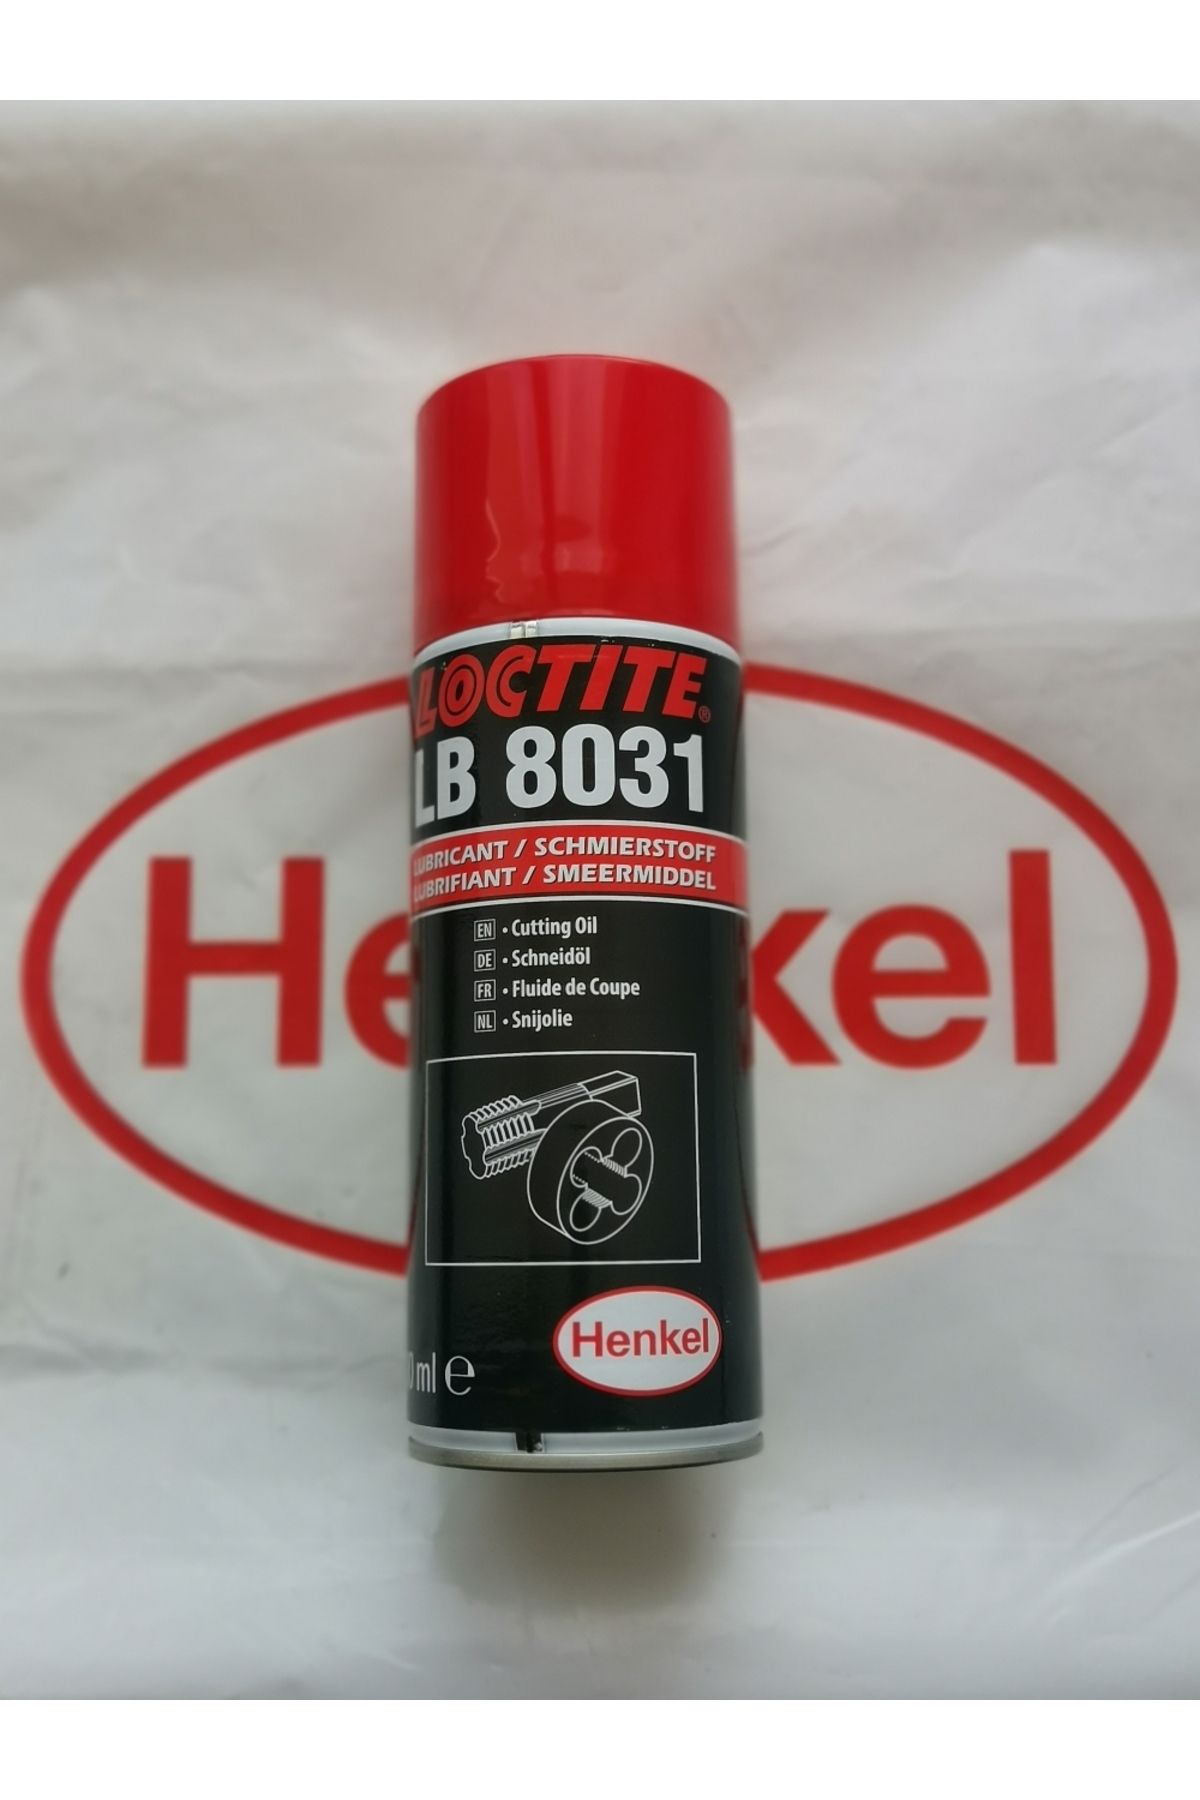 LOCTITE®
LB 8031
LUBRICANT / SCHMIERSTOFF
LUBRIFIANT / SMEERMIDDEL
EN • Cutting Oil
DE • Schneidöl
FR • Fluide de Coupe
NL • Snijolie
Henkel
ml e